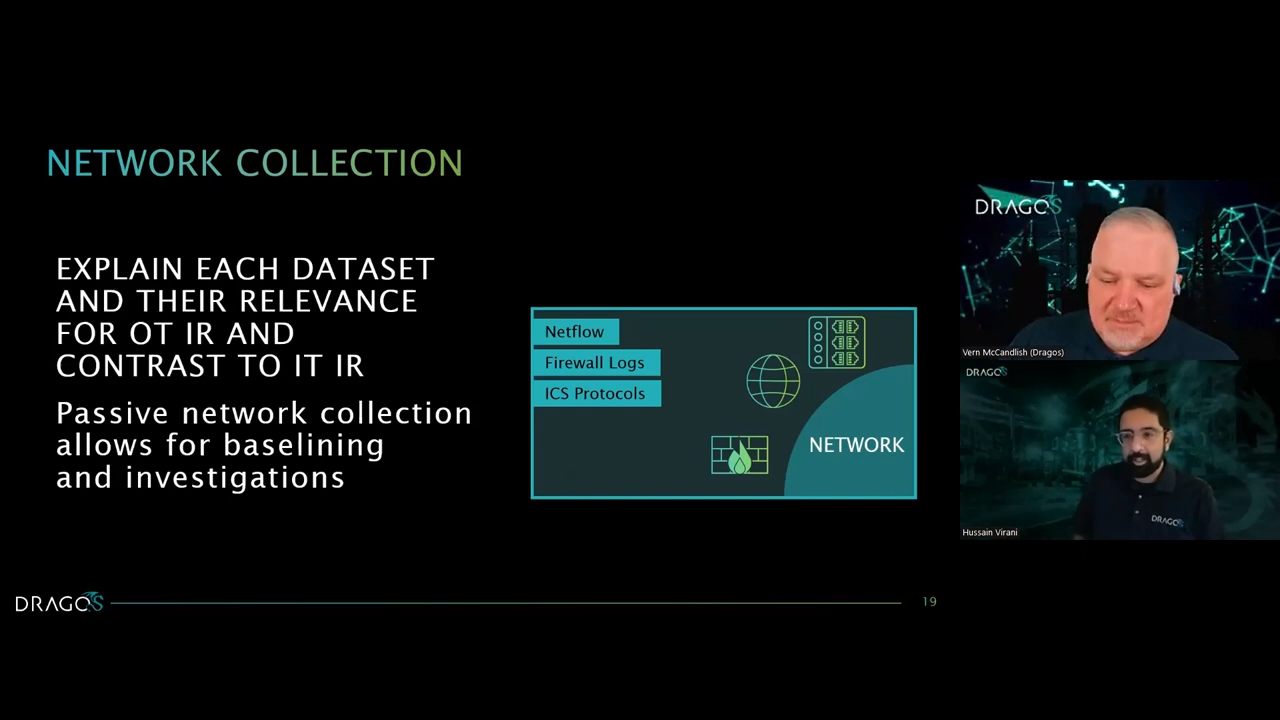 NETWORK COLLECTION
EXPLAIN EACH DATASET
AND THEIR RELEVANCE
FOR OT IR AND
CONTRAST TO IT IR
Passive network collection
allows for baselining
and investigations
Netflow
Firewall Logs
ICS Protocols
NETWORK
DRAGOS
19
DRAGOS
Vern McCandlish (Dragos)
DRAGOS
DRAGOS
Hussain Virani